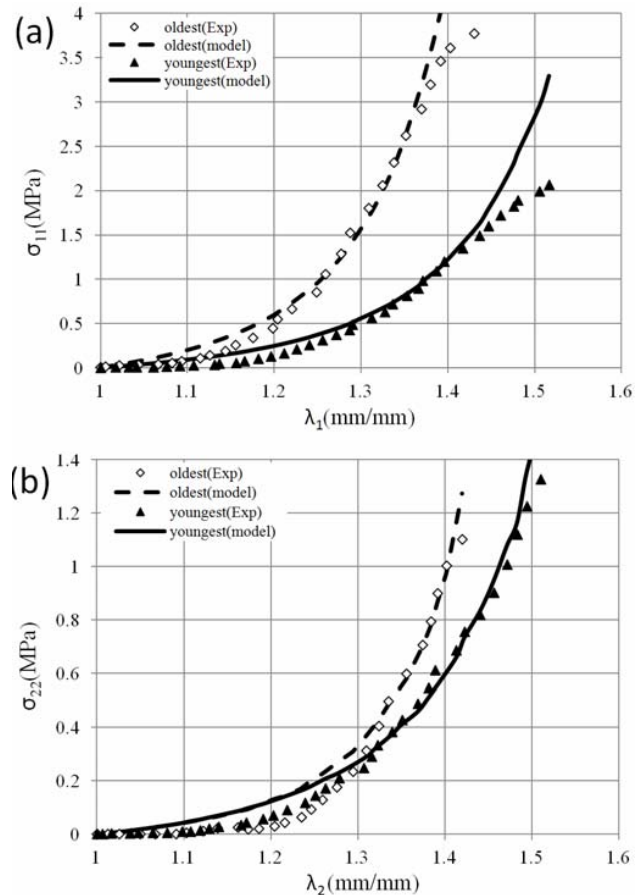 (a)
4
3.5
3
2.5
2
1.5
1
0.5
0
oldest(Exp)
oldest(model)
youngest(Exp)
youngest(model)
σ11(MPa)
1 1.1 1.2 1.3 1.4 1.5 1.6
λ1(mm/mm)
(b)
1.4
1.2
1
0.8
0.6
0.4
0.2
0
oldest(Exp)
oldest(model)
youngest(Exp)
youngest(model)
σ22(MPa)
1 1.1 1.2 1.3 1.4 1.5 1.6
λ2(mm/mm)